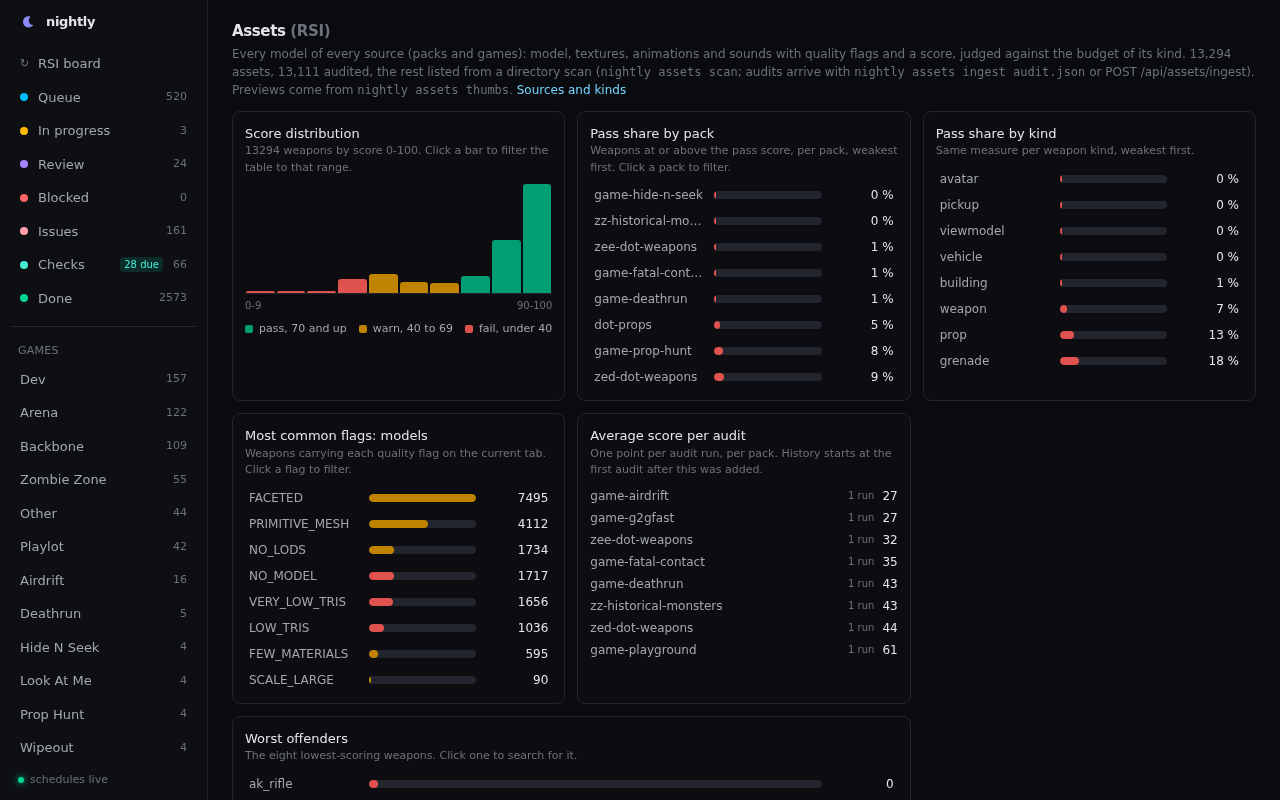 nightly
↻ RSI board
Queue 520
In progress 3
Review 24
Blocked 0
Issues 161
Checks 28 due 66
Done 2573
GAMES
Dev 157
Arena 122
Backbone 109
Zombie Zone 55
Other 44
Playlot 42
Airdrift 16
Deathrun 5
Hide N Seek 4
Look At Me 4
Prop Hunt 4
Wipeout 4
schedules live
Assets (RSI)
Every model of every source (packs and games): model, textures, animations and sounds with quality flags and a score, judged against the budget of its kind. 13,294
assets, 13,111 audited, the rest listed from a directory scan (nightly assets scan; audits arrive with nightly assets ingest audit.json or POST /api/assets/ingest).
Previews come from nightly assets thumbs. Sources and kinds
Score distribution
13294 weapons by score 0-100. Click a bar to filter the
table to that range.
0-9 90-100
pass, 70 and up warn, 40 to 69 fail, under 40
Pass share by pack
Weapons at or above the pass score, per pack, weakest
first. Click a pack to filter.
game-hide-n-seek 0 %
zz-historical-mo... 0 %
zee-dot-weapons 1 %
game-fatal-cont... 1 %
game-deathrun 1 %
dot-props 5 %
game-prop-hunt 8 %
zed-dot-weapons 9 %
Pass share by kind
Same measure per weapon kind, weakest first.
avatar 0 %
pickup 0 %
viewmodel 0 %
vehicle 0 %
building 1 %
weapon 7 %
prop 13 %
grenade 18 %
Most common flags: models
Weapons carrying each quality flag on the current tab.
Click a flag to filter.
FACETED 7495
PRIMITIVE_MESH 4112
NO_LODS 1734
NO_MODEL 1717
VERY_LOW_TRIS 1656
LOW_TRIS 1036
FEW_MATERIALS 595
SCALE_LARGE 90
Average score per audit
One point per audit run, per pack. History starts at the
first audit after this was added.
game-airdrift 1 run 27
game-g2gfast 1 run 27
zee-dot-weapons 1 run 32
game-fatal-contact 1 run 35
game-deathrun 1 run 43
zz-historical-monsters 1 run 43
zed-dot-weapons 1 run 44
game-playground 1 run 61
Worst offenders
The eight lowest-scoring weapons. Click one to search for it.
ak_rifle 0